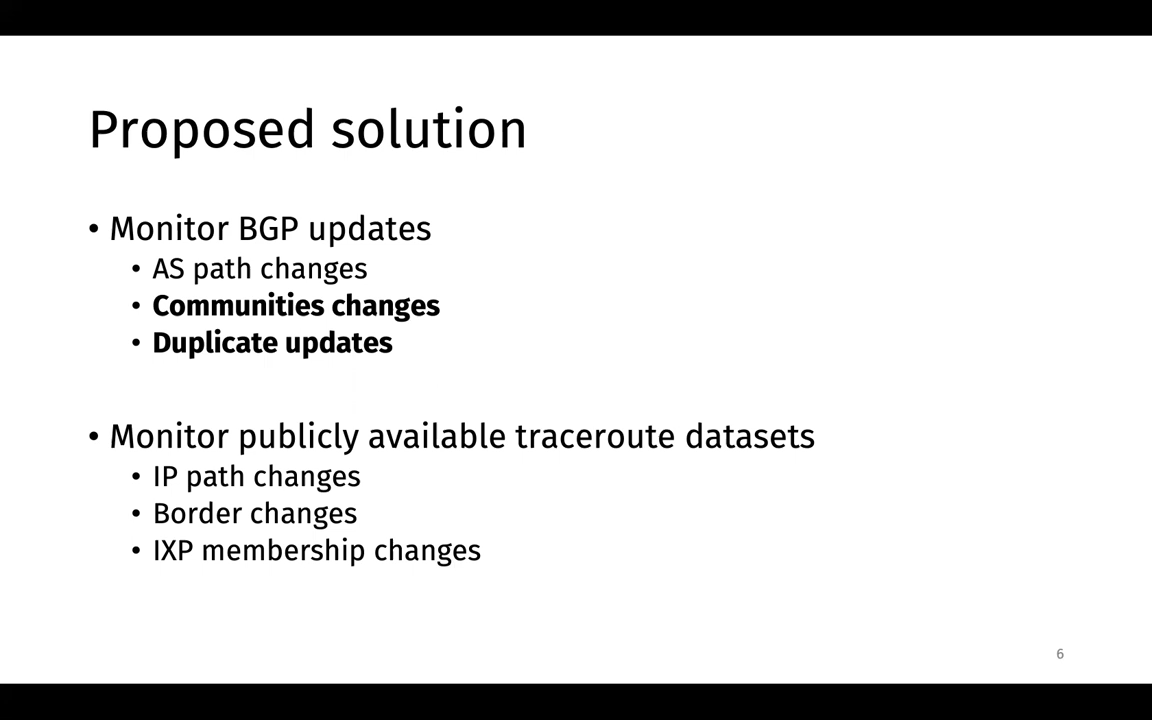 Proposed solution
• Monitor BGP updates
• AS path changes
• Communities changes
• Duplicate updates
• Monitor publicly available traceroute datasets
• IP path changes
• Border changes
• IXP membership changes
6